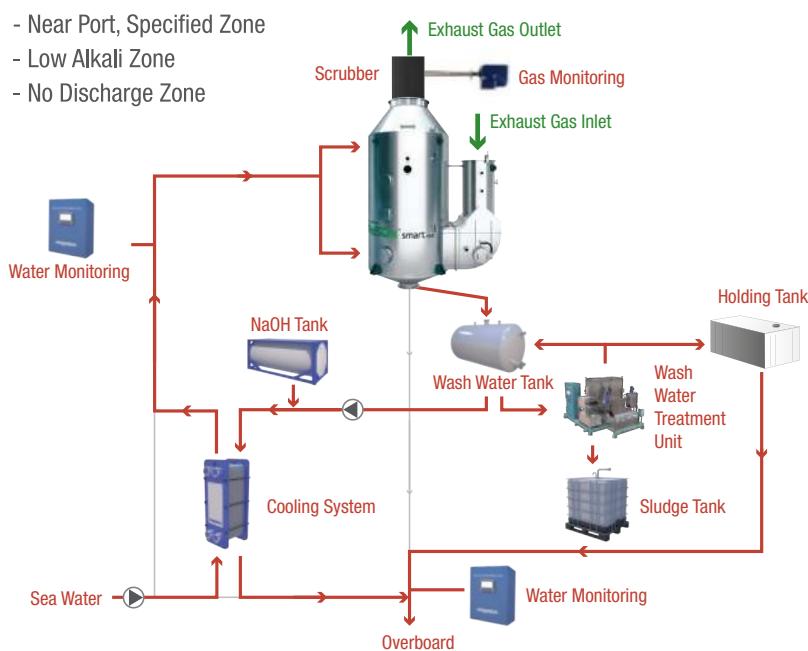 - Near Port, Specified Zone
- Low Alkali Zone
- No Discharge Zone
Exhaust Gas Outlet
Scrubber
Gas Monitoring
Exhaust Gas Inlet
smart
Water Monitoring
NaOH Tank
Holding Tank
Wash Water Tank
Wash
Water
Treatment
Unit
Cooling System
Sludge Tank
Sea Water
Water Monitoring
Overboard